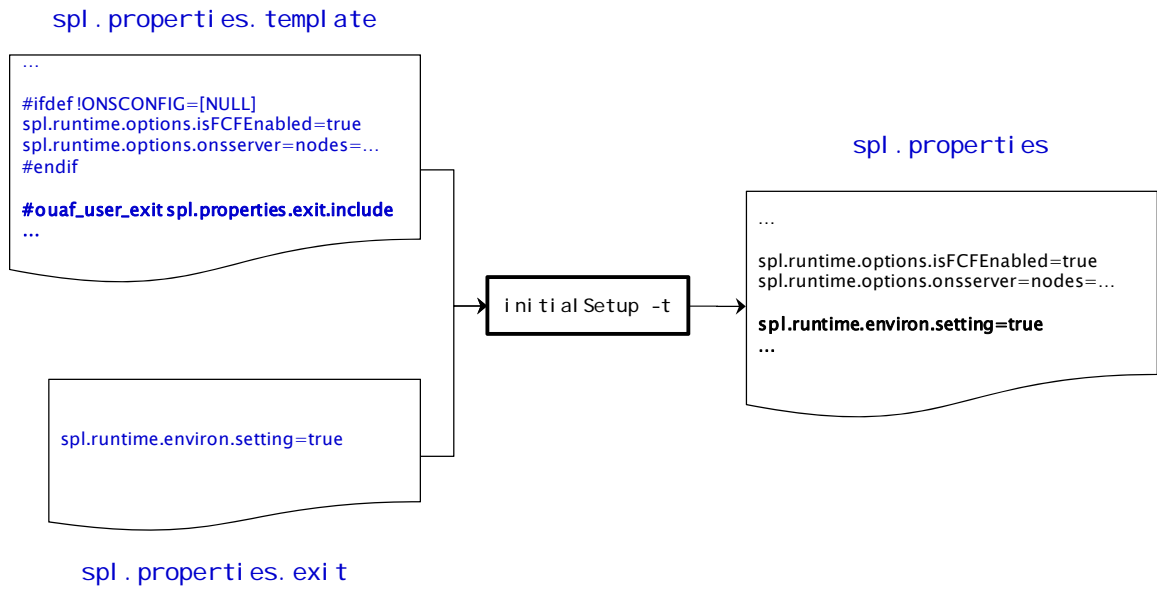 spl.properties.template
...
#ifdef !ONSCONFIG=[NULL]
spl.runtime.options.isFCFEnabled=true
spl.runtime.options.onsserver=nodes=...
#endif
#ouaf_user_exit spl.properties.exit.include
...
spl.properties
...
spl.runtime.options.isFCFEnabled=true
spl.runtime.options.onsserver=nodes=...
spl.runtime.environ.setting=true
...
initialSetup -t
spl.runtime.environ.setting=true
spl.properties.exit